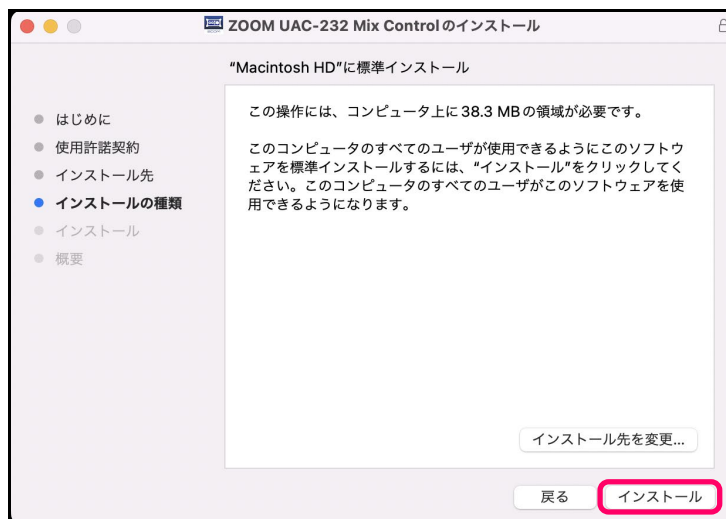 ZOOM UAC-232 Mix Controlのインストール
"Macintosh HD"に標準インストール
はじめに
使用許諾契約
インストール先
インストールの種類
インストール
概要
この操作には、コンピュータ上に38.3 MBの領域が必要です。
このコンピュータのすべてのユーザが使用できるようにこのソフトウ
ェアを標準インストールするには、"インストール"をクリックしてく
ださい。このコンピュータのすべてのユーザがこのソフトウェアを使
用できるようになります。
インストール先を変更...
戻る
インストール